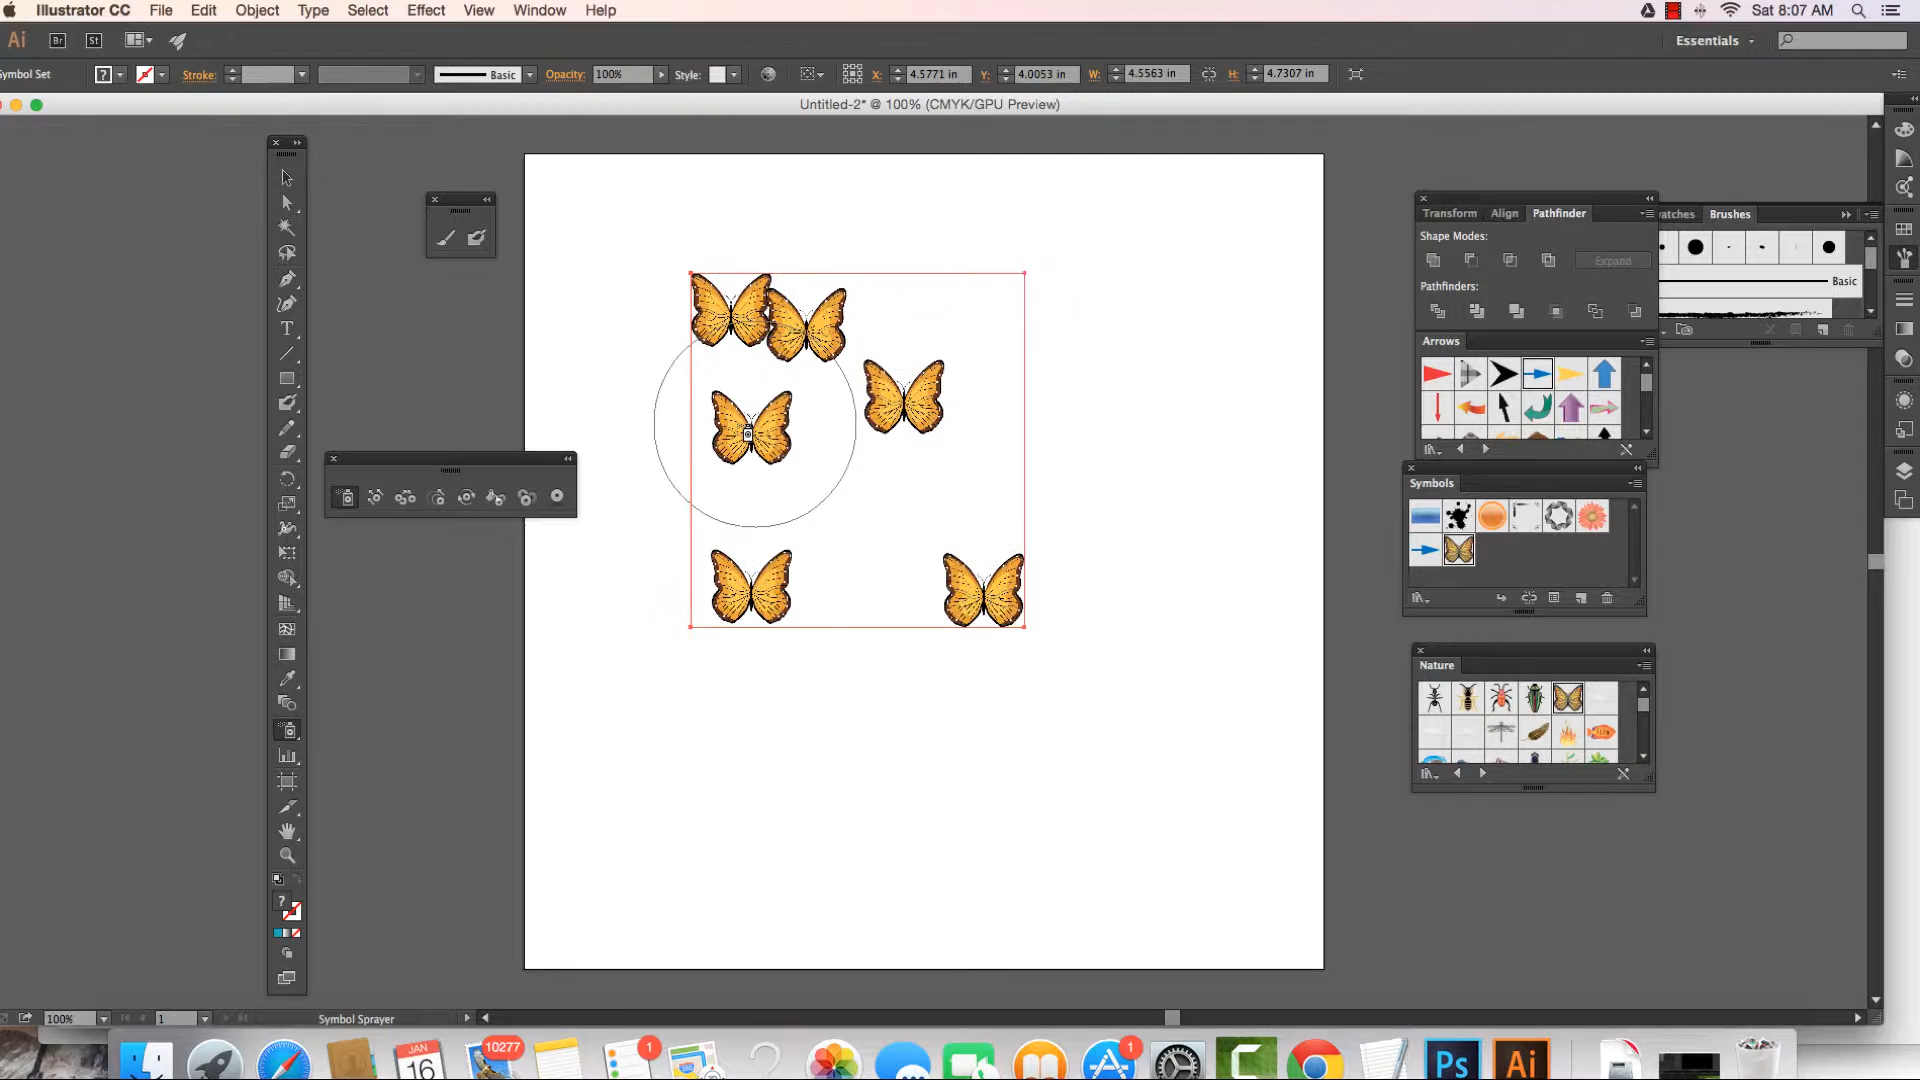 Illustrator CC File Edit Object Type Select Effect View Window Help
Sat 8:07 AM
Ai Br St
Essentials
Symbol Set
? Stroke: Basic Opacity: 100% Style: X: 4.5771 in Y: 4.0053 in W: 4.5563 in H: 4.7307 in
Untitled-2* @ 100% (CMYK/GPU Preview)
Transform Align Pathfinder
Brushes
Shape Modes:
Expand
Basic
Pathfinders:
Arrows
Symbols
Nature
T
?
100% 1 Symbol Sprayer
JAN
16
10277
1
1
Ps
Ai